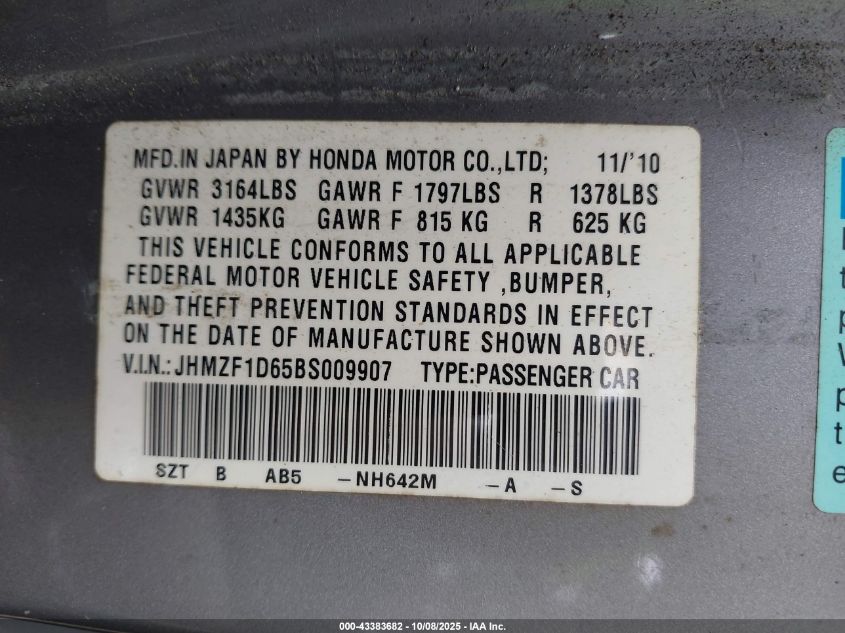 MFD.IN JAPAN BY HONDA MOTOR CO.,LTD; 11/'10
GVWR 3164LBS GAWR F 1797LBS R 1378LBS
GVWR 1435KG GAWR F 815 KG R 625 KG
THIS VEHICLE CONFORMS TO ALL APPLICABLE
FEDERAL MOTOR VEHICLE SAFETY ,BUMPER,
AND THEFT PREVENTION STANDARDS IN EFFECT
ON THE DATE OF MANUFACTURE SHOWN ABOVE.
V.I.N.:JHMZF1D65BS009907 TYPE:PASSENGER CAR
SZT B AB5 -NH642M -A -S
000-43383682 - 10/08/2025 - IAA Inc.